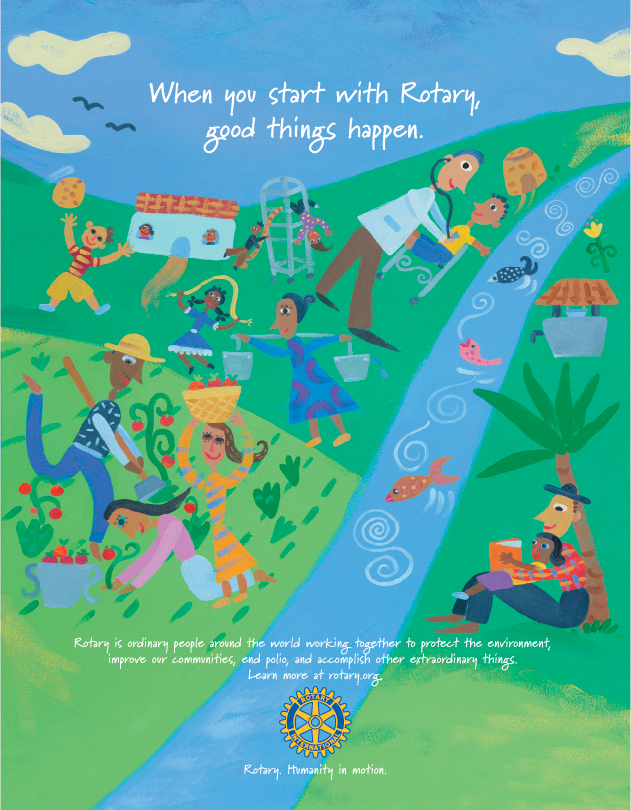 When you start with Rotary,
good things happen.
Rotary is ordinary people around the world working together to protect the environment,
improve our communities, end polio, and accomplish other extraordinary things.
Learn more at rotary.org.
ROTARY
INTERNATIONAL
Rotary. Humanity in motion.